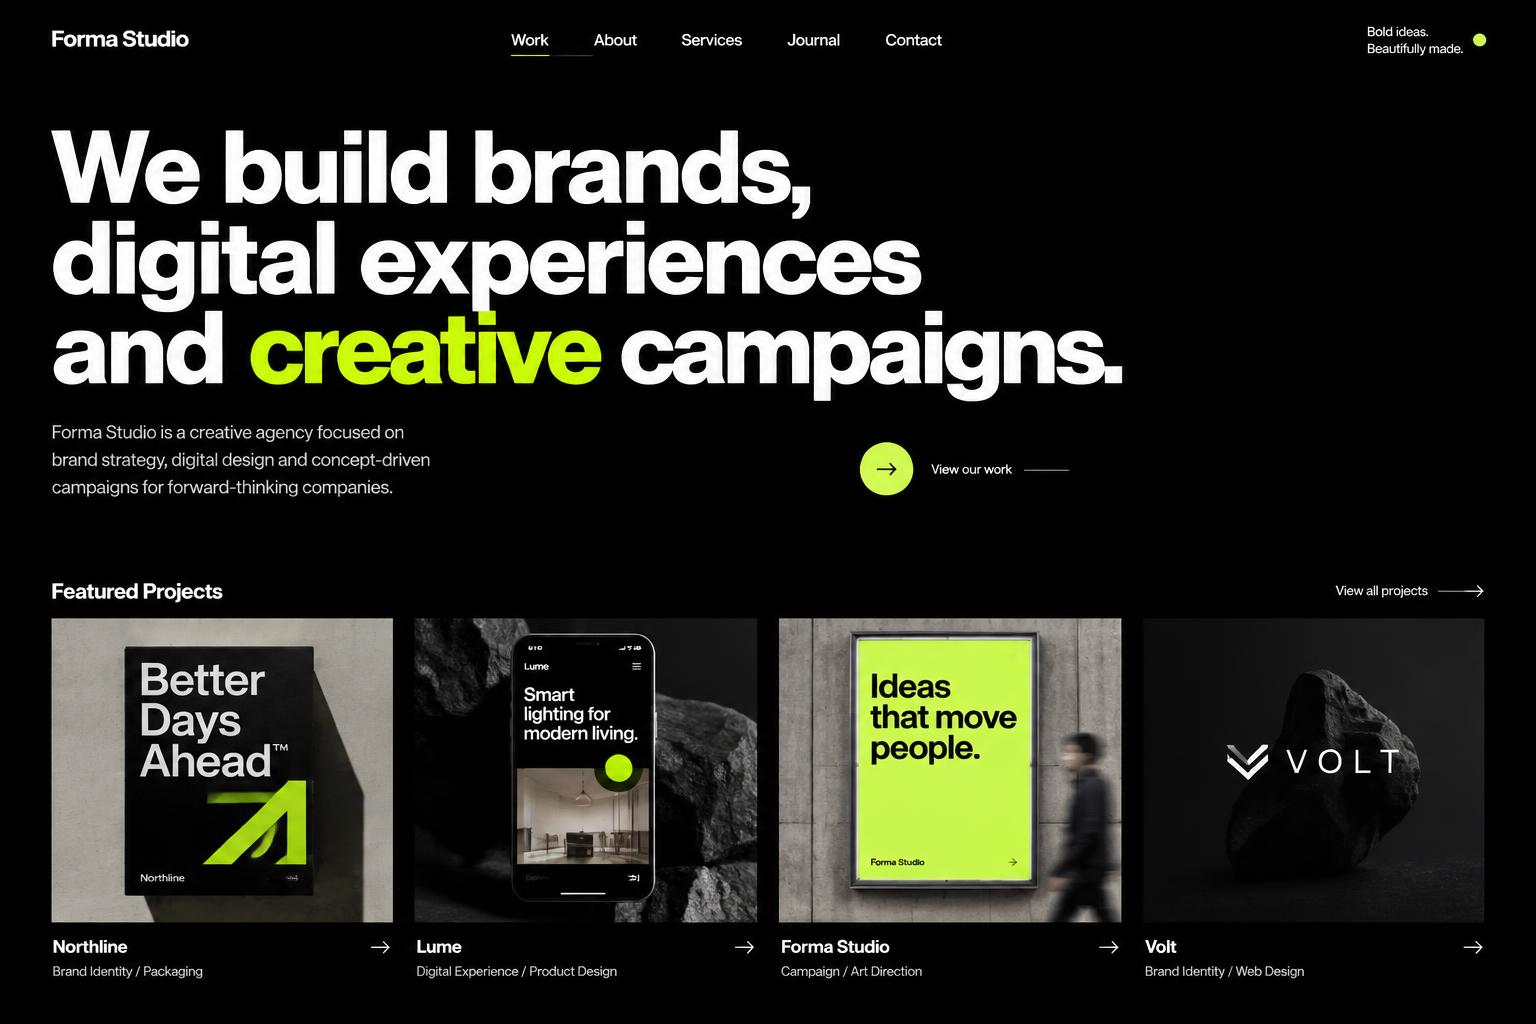 Forma Studio
Work
About
Services
Journal
Contact
Bold ideas.
Beautifully made.
We build brands,
digital experiences
and creative campaigns.
Forma Studio is a creative agency focused on
brand strategy, digital design and concept-driven
campaigns for forward-thinking companies.
View our work
Featured Projects
View all projects
Better
Days
Ahead™
Northline
Lume
Smart
lighting for
modern living.
Ideas
that move
people.
Forma Studio
VOLT
Northline
Brand Identity / Packaging
Lume
Digital Experience / Product Design
Forma Studio
Campaign / Art Direction
Volt
Brand Identity / Web Design